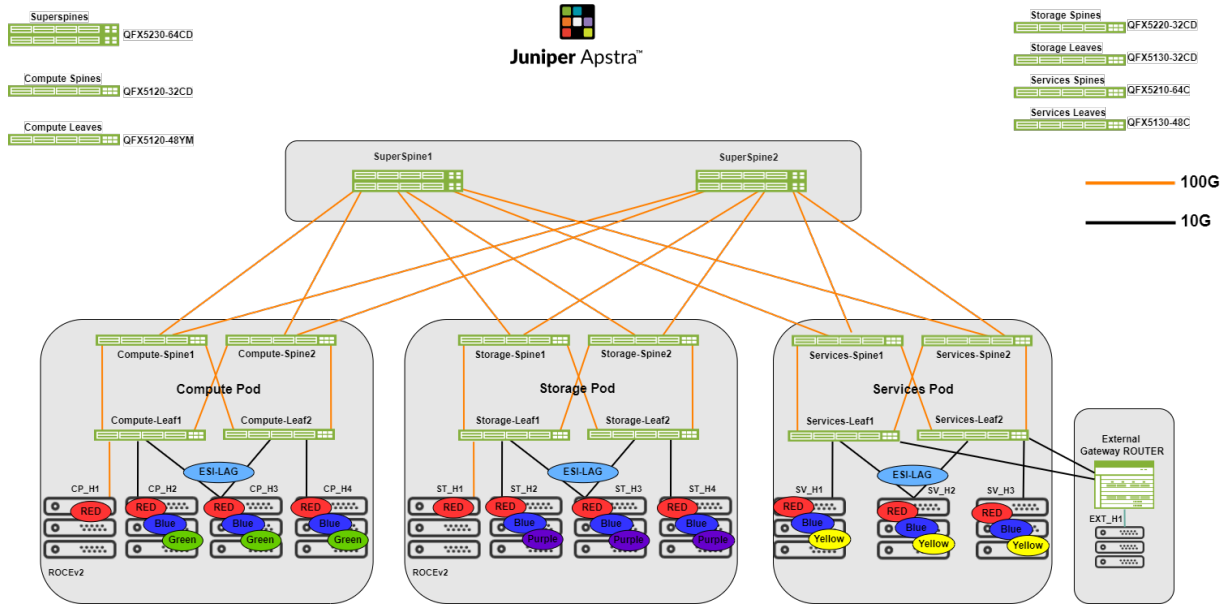 Superspines
QFX5230-64CD
Compute Spines
QFX5120-32CD
Compute Leaves
QFX5120-48YM
Juniper Apstra™
Storage Spines
QFX5220-32CD
Storage Leaves
QFX5130-32CD
Services Spines
QFX5210-64C
Services Leaves
QFX5130-48C
100G
10G
SuperSpine1
SuperSpine2
Compute-Spine1
Compute-Spine2
Compute Pod
Compute-Leaf1
Compute-Leaf2
ESI-LAG
CP_H1
CP_H2
CP_H3
CP_H4
RED
RED
Blue
Green
RED
Blue
Green
RED
Blue
Green
ROCEv2
Storage-Spine1
Storage-Spine2
Storage Pod
Storage-Leaf1
Storage-Leaf2
ESI-LAG
ST_H1
ST_H2
ST_H3
ST_H4
RED
RED
Blue
Purple
RED
Blue
Purple
RED
Blue
Purple
ROCEv2
Services-Spine1
Services-Spine2
Services Pod
Services-Leaf1
Services-Leaf2
ESI-LAG
SV_H1
SV_H2
SV_H3
RED
Blue
Yellow
RED
Blue
Yellow
RED
Blue
Yellow
External
Gateway ROUTER
EXT_H1